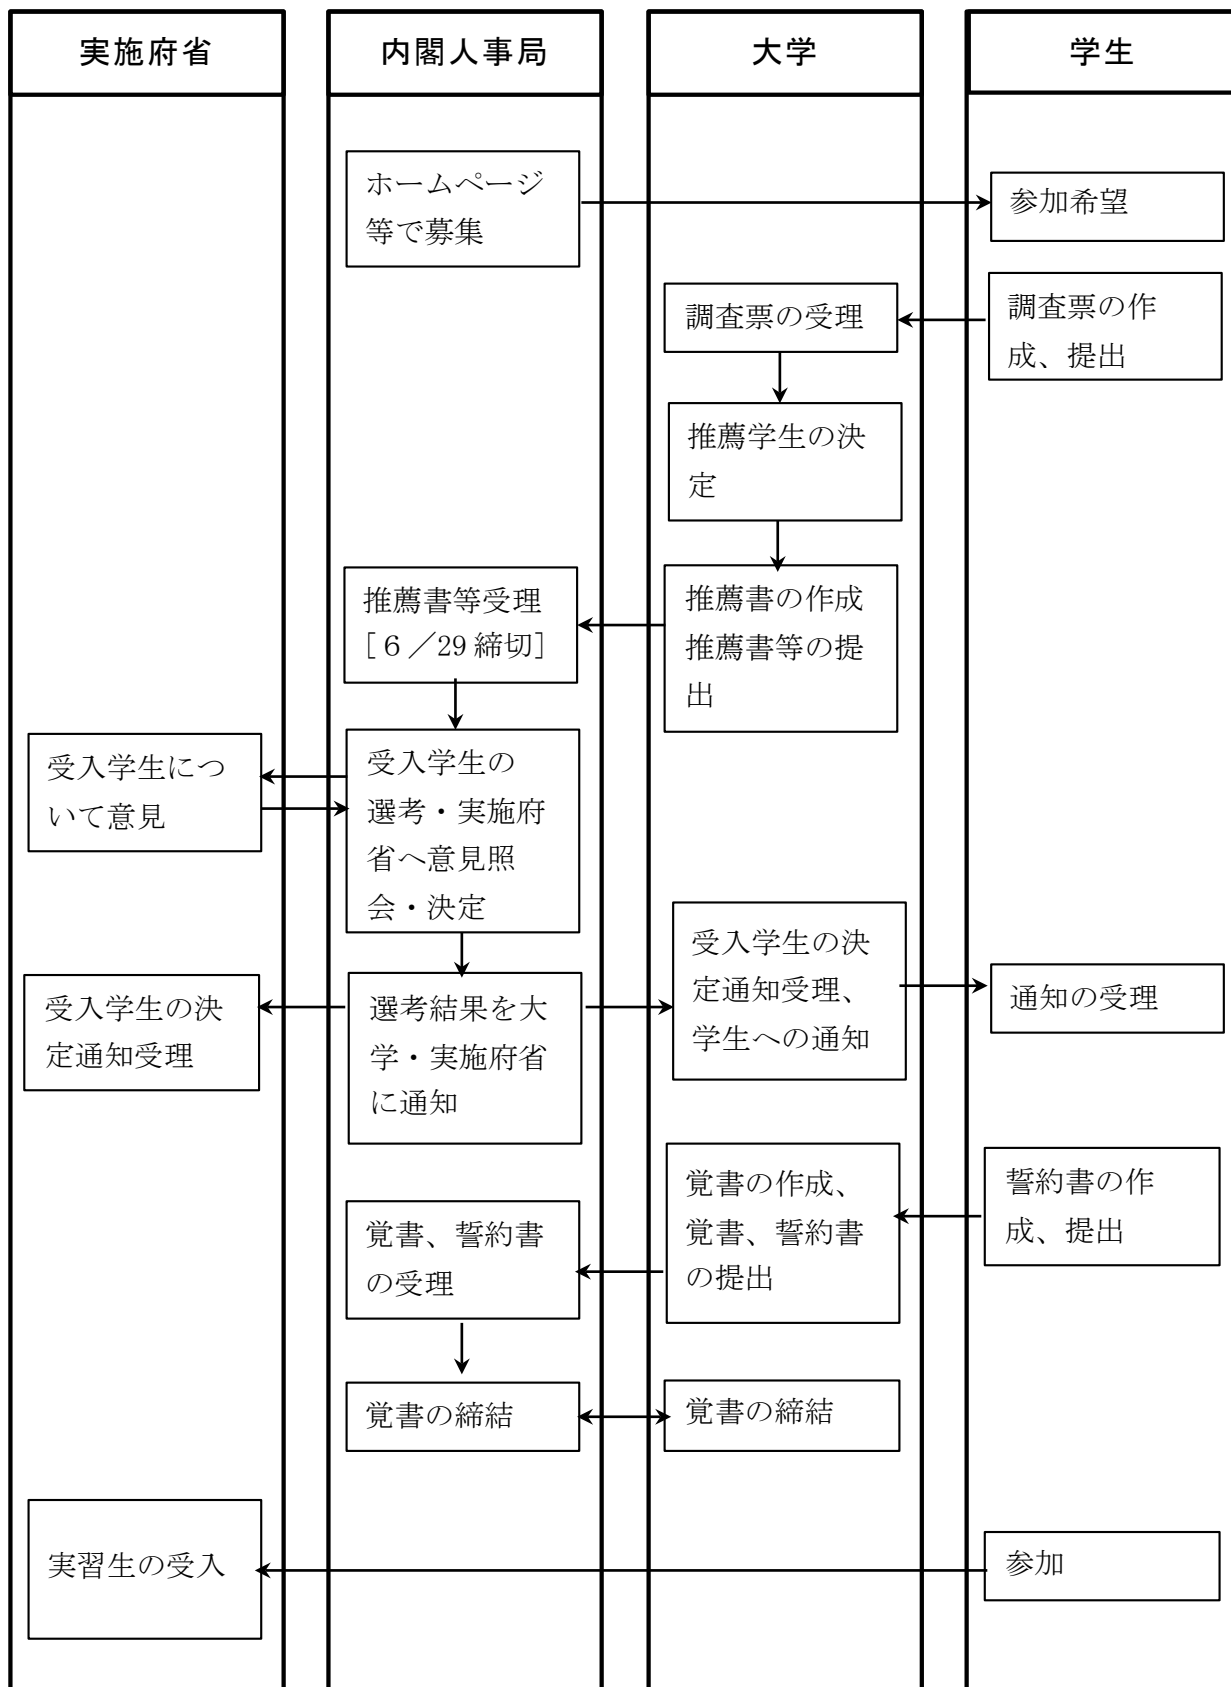 実施府省
内閣人事局
大学
学生
ホームページ
等で募集
参加希望
調査票の作
成、提出
調査票の受理
推薦学生の決
定
推薦書の作成
推薦書等の提
出
推薦書等受理
[６／29 締切]
受入学生の
選考・実施府
省へ意見照
会・決定
受入学生につ
いて意見
選考結果を大
学・実施府省
に通知
受入学生の決
定通知受理
受入学生の決
定通知受理、
学生への通知
通知の受理
誓約書の作
成、提出
覚書の作成、
覚書、誓約書
の提出
覚書、誓約書
の受理
覚書の締結
覚書の締結
参加
実習生の受入